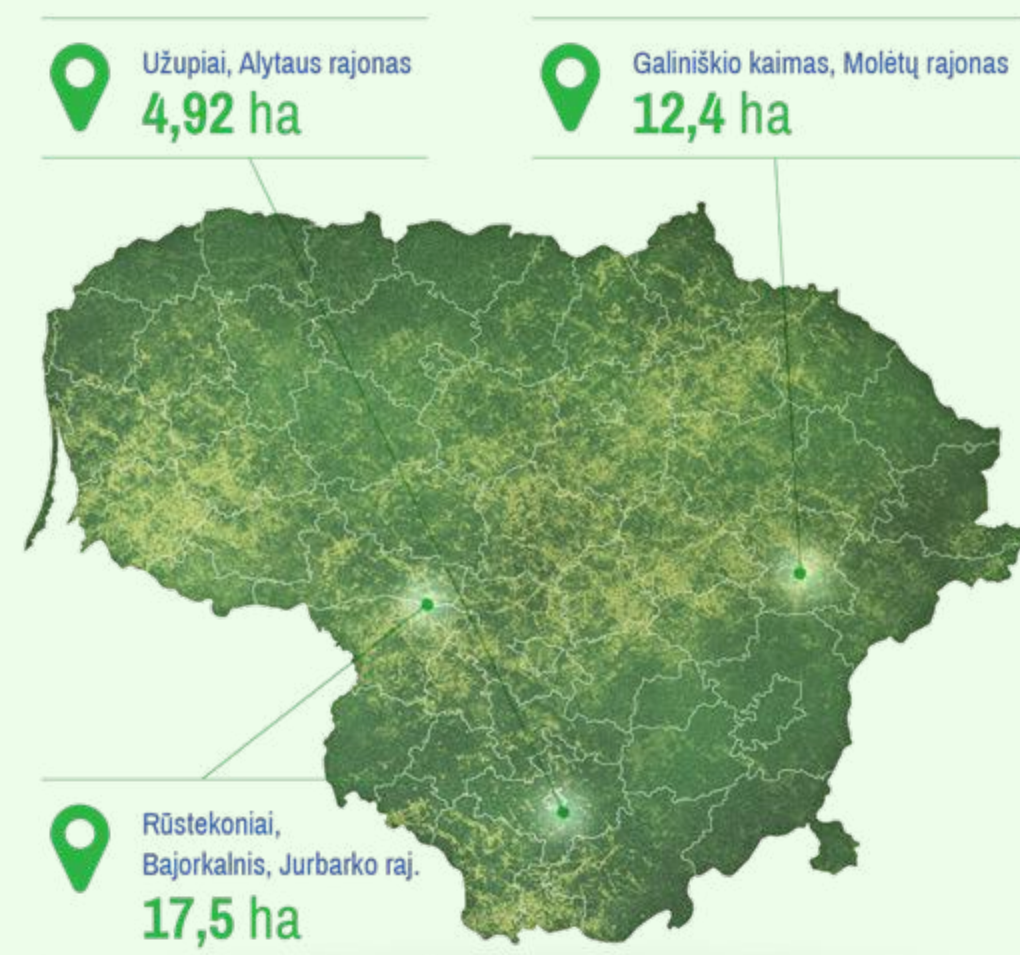 Užupiai, Alytaus rajonas
4,92 ha
Galiniškio kaimas, Molėtų rajonas
12,4 ha
Rūstekoniai,
Bajorkalnis, Jurbarko raj.
17,5 ha